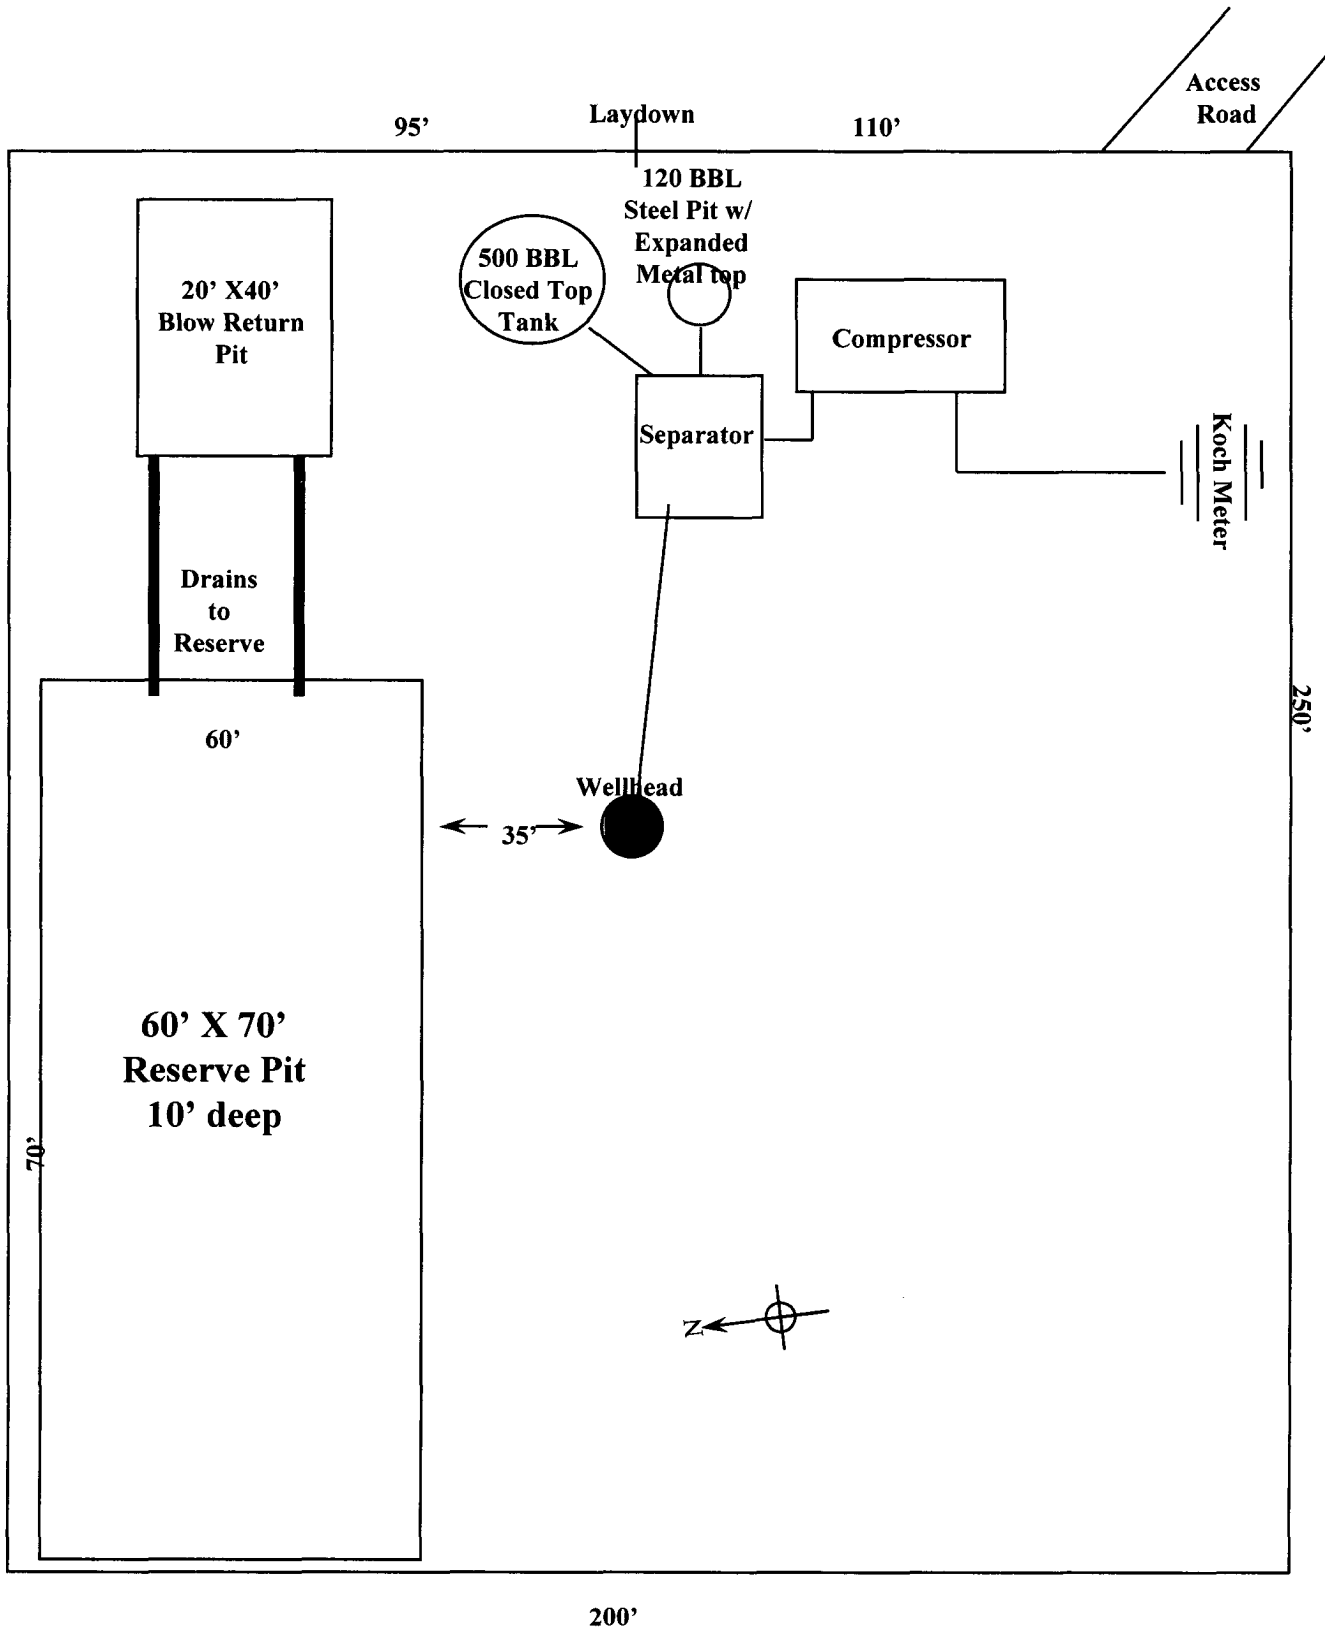 Access
Road
95'
Laydown
110'
120 BBL
Steel Pit w/
Expanded
Metal top
500 BBL
Closed Top
Tank
20' X40'
Blow Return
Pit
Compressor
Separator
Koch Meter
Drains
to
Reserve
250'
60'
Wellhead
35'
60' X 70'
Reserve Pit
10' deep
70'
N
200'